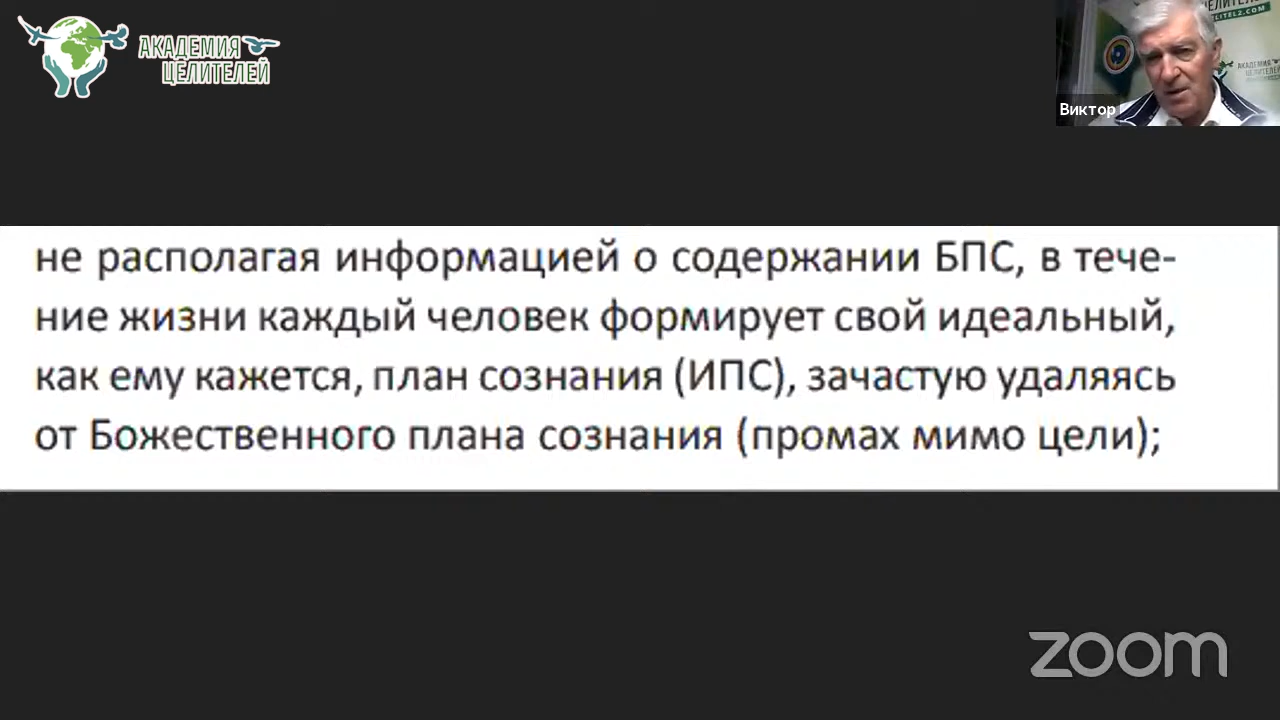 АКАДЕМИЯ
ЦЕЛИТЕЛЕЙ
Виктор
не располагая информацией о содержании БПС, в тече-
ние жизни каждый человек формирует свой идеальный,
как ему кажется, план сознания (ИПС), зачастую удаляясь
от Божественного плана сознания (промах мимо цели);
zoom